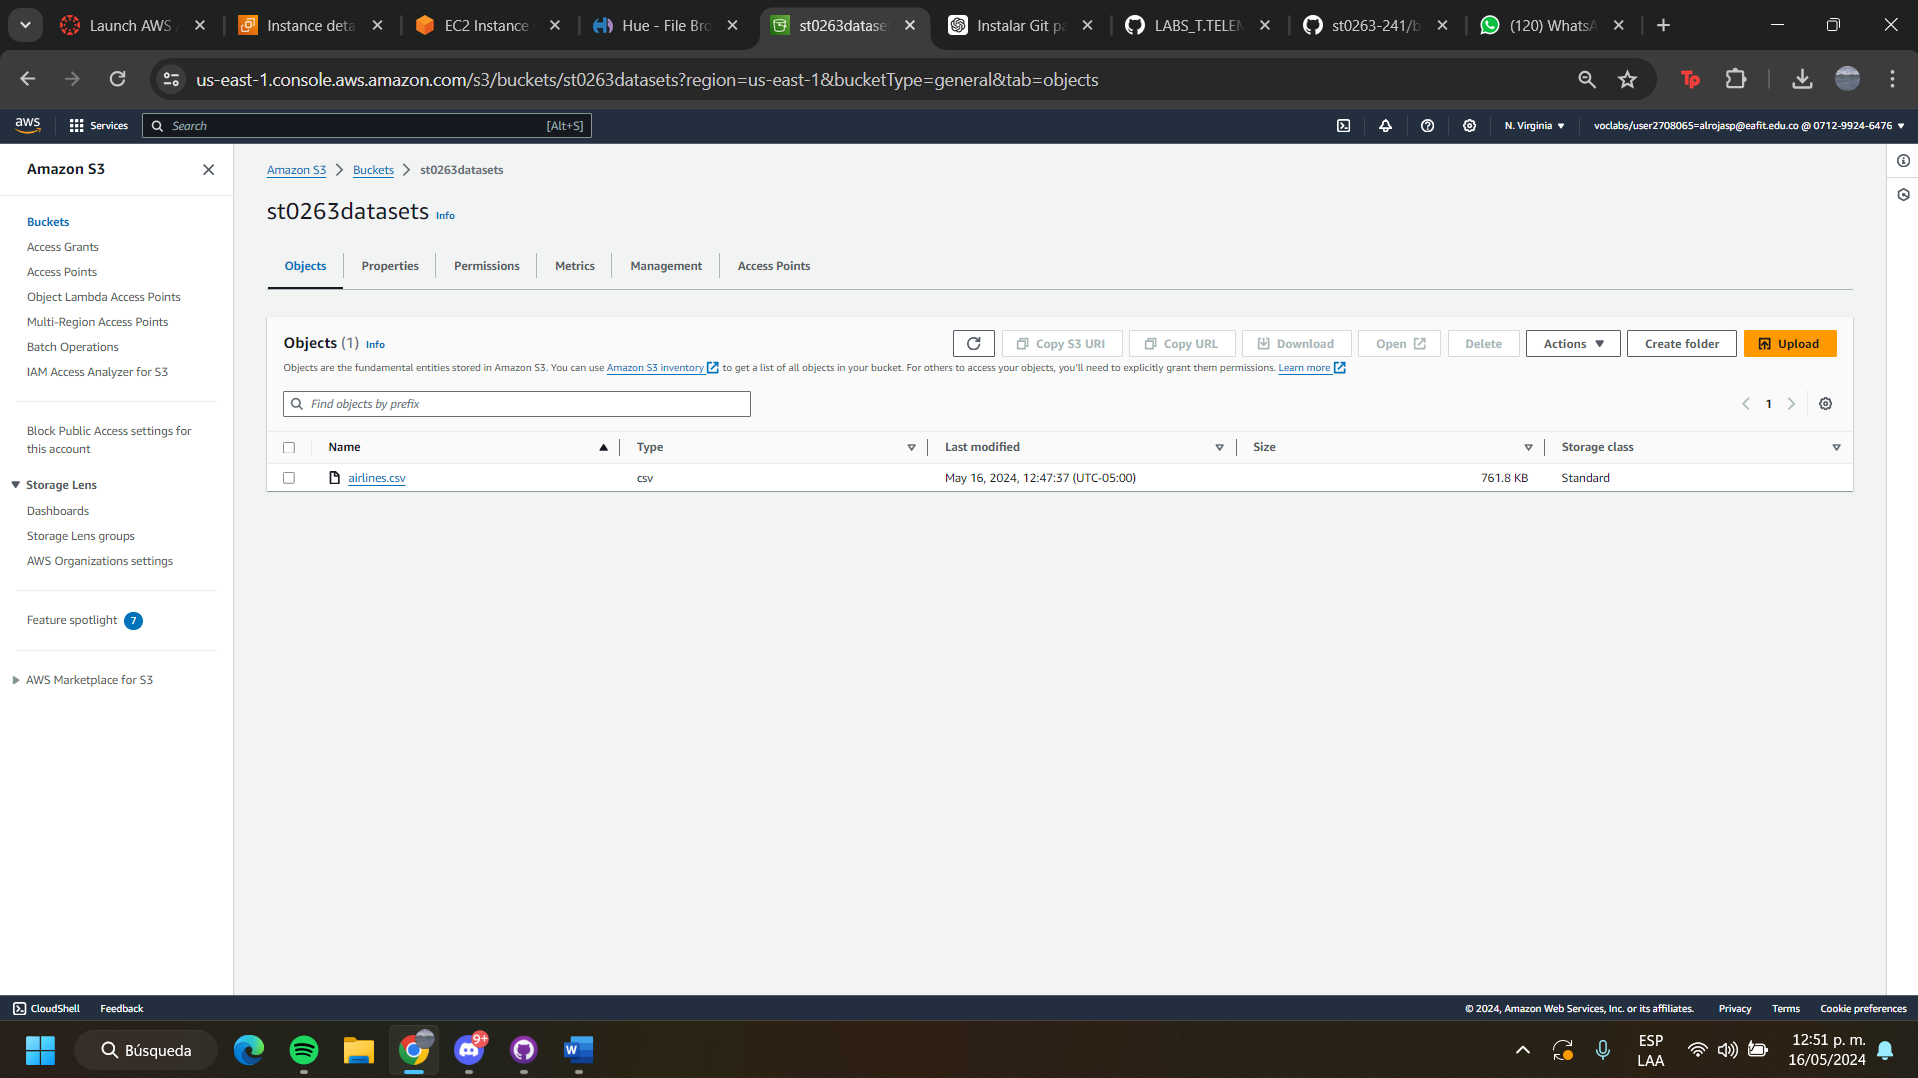 Launch AWS
Instance deta
EC2 Instance
Hue - File Bro
st0263datase
Instalar Git pa
LABS_T.TELEM
st0263-241/b
(120) WhatsA
us-east-1.console.aws.amazon.com/s3/buckets/st0263datasets?region=us-east-1&bucketType=general&tab=objects
Tp
aws
Services
Search
[Alt+S]
N. Virginia
voclabs/user2708065=alrojasp@eafit.edu.co @ 0712-9924-6476
Amazon S3
Buckets
Access Grants
Access Points
Object Lambda Access Points
Multi-Region Access Points
Batch Operations
IAM Access Analyzer for S3
Block Public Access settings for
this account
Storage Lens
Dashboards
Storage Lens groups
AWS Organizations settings
Feature spotlight 7
AWS Marketplace for S3
Amazon S3 > Buckets > st0263datasets
st0263datasets Info
Objects
Properties
Permissions
Metrics
Management
Access Points
Objects (1) Info
Copy S3 URI
Copy URL
Download
Open
Delete
Actions
Create folder
Upload
Objects are the fundamental entities stored in Amazon S3. You can use Amazon S3 inventory to get a list of all objects in your bucket. For others to access your objects, you'll need to explicitly grant them permissions. Learn more
Find objects by prefix
1
Name
Type
Last modified
Size
Storage class
airlines.csv
csv
May 16, 2024, 12:47:37 (UTC-05:00)
761.8 KB
Standard
CloudShell
Feedback
© 2024, Amazon Web Services, Inc. or its affiliates.
Privacy
Terms
Cookie preferences
Búsqueda
9+
W
ESP
LAA
12:51 p. m.
16/05/2024